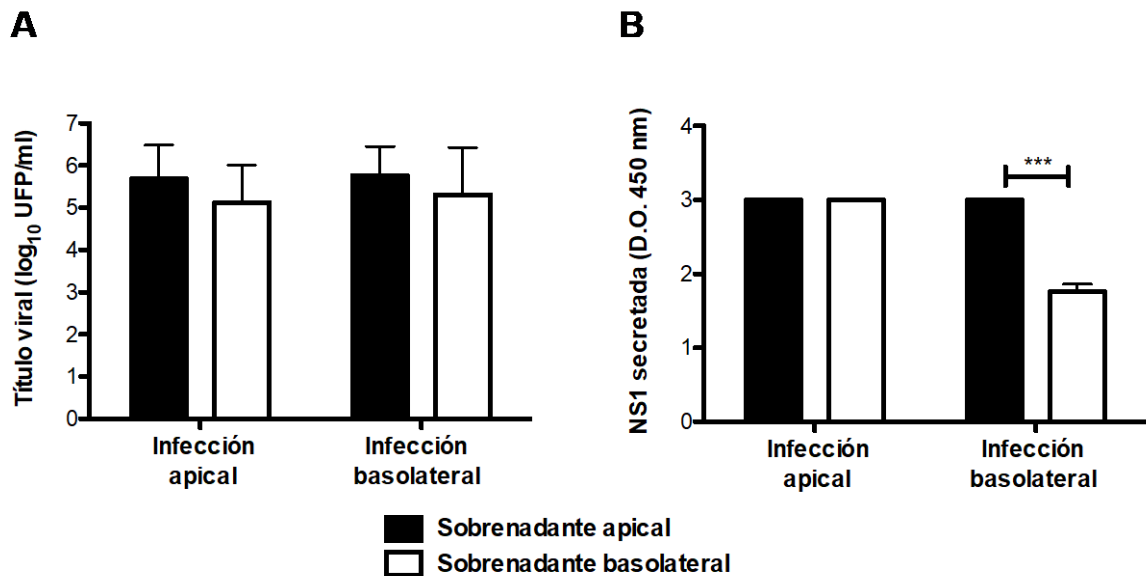 A
B
Título viral (log10 UFP/ml)
7
6
5
4
3
2
1
0
Infección
apical
Infección
basolateral
NS1 secretada (D.O. 450 nm)
4
3
2
1
0
***
Infección
apical
Infección
basolateral
Sobrenadante apical
Sobrenadante basolateral